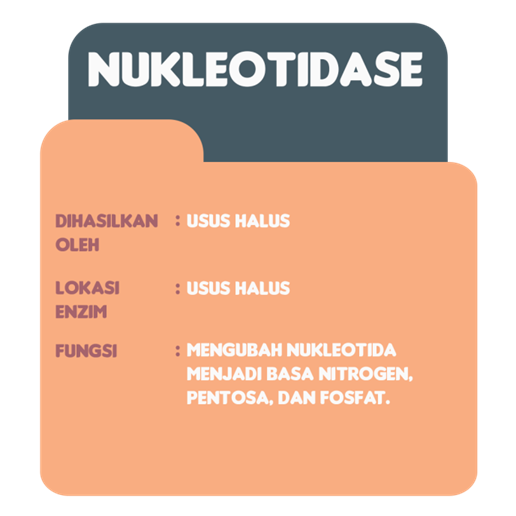 NUKLEOTIDASE
DIHASILKAN : USUS HALUS
OLEH
LOKASI : USUS HALUS
ENZIM
FUNGSI : MENGUBAH NUKLEOTIDA
MENJADI BASA NITROGEN,
PENTOSA, DAN FOSFAT.